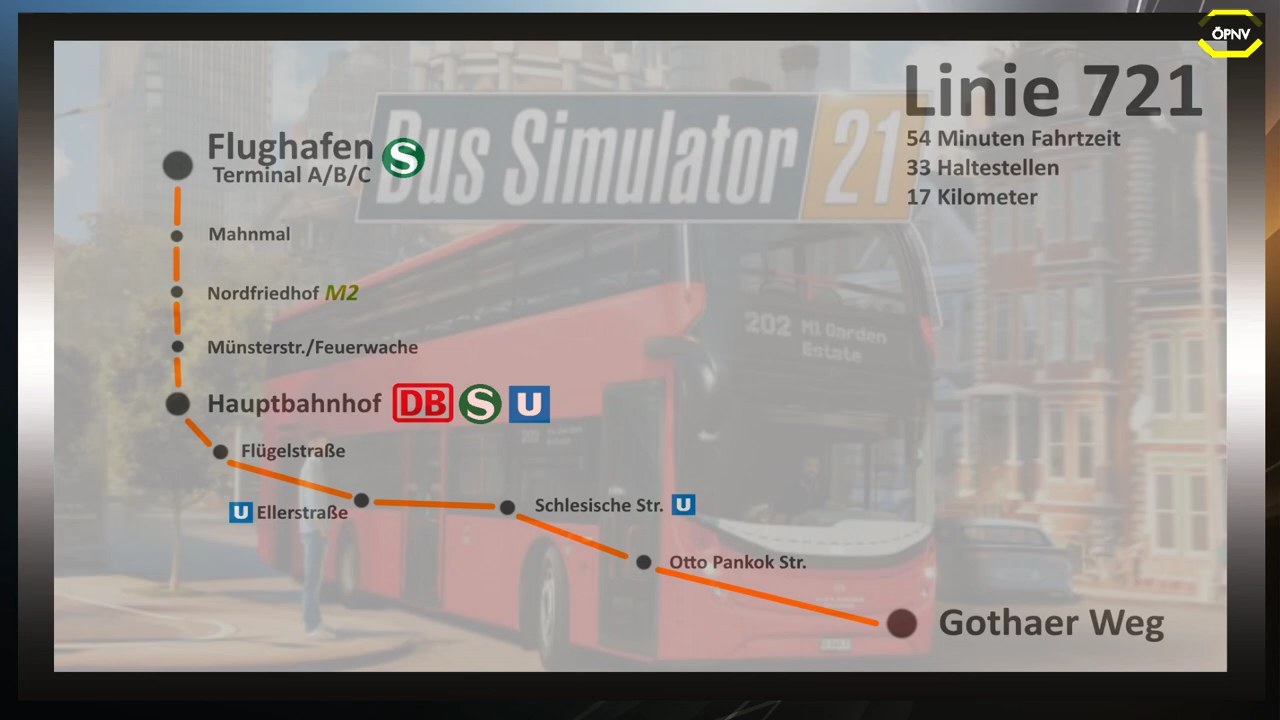 ÖPNV
Linie 721
54 Minuten Fahrtzeit
33 Haltestellen
17 Kilometer
Bus Simulator 21
Flughafen S
Terminal A/B/C
Mahnmal
Nordfriedhof M2
Münsterstr./Feuerwache
Hauptbahnhof DB S U
Flügelstraße
U Ellerstraße
Schlesische Str. U
Otto Pankok Str.
Gothaer Weg
202 Mt Garden
Estate